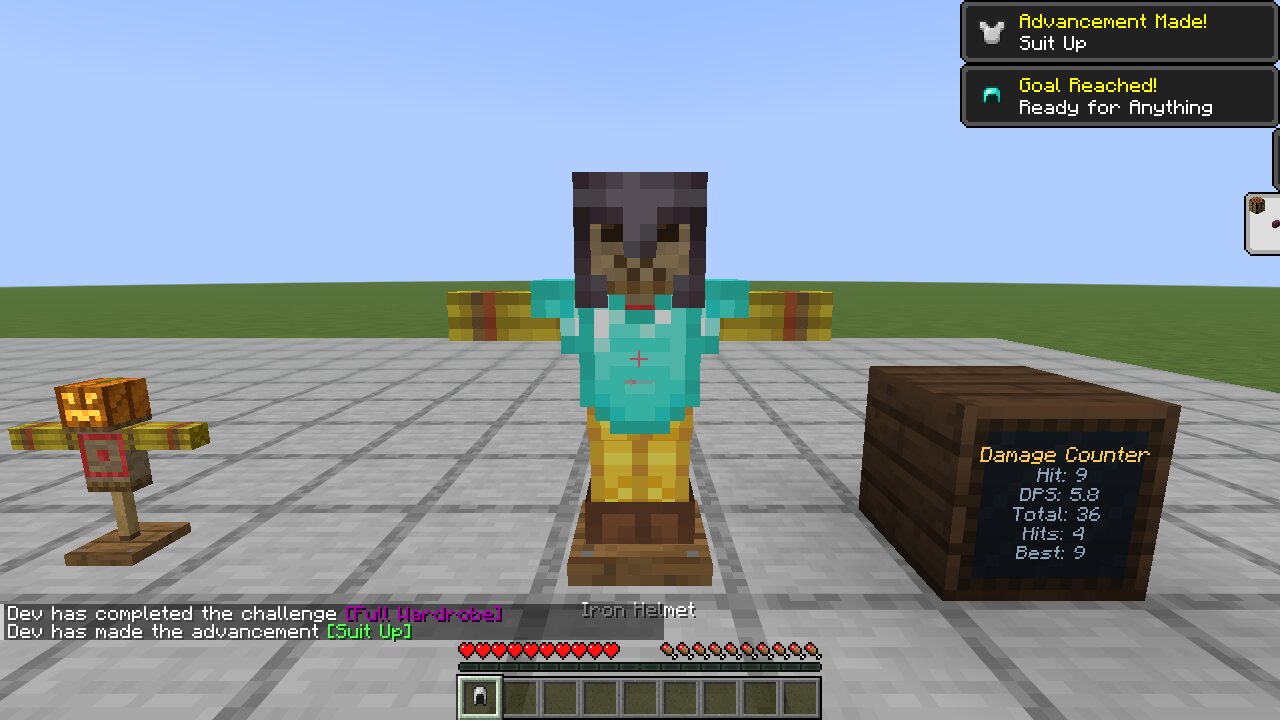 Advancement Made!
Suit Up
Goal Reached!
Ready for Anything
Damage Counter
Hit: 9
DPS: 5.8
Total: 36
Hits: 4
Best: 9
Dev has completed the challenge [Full Wardrobe]
Dev has made the advancement [Suit Up]
Iron Helmet